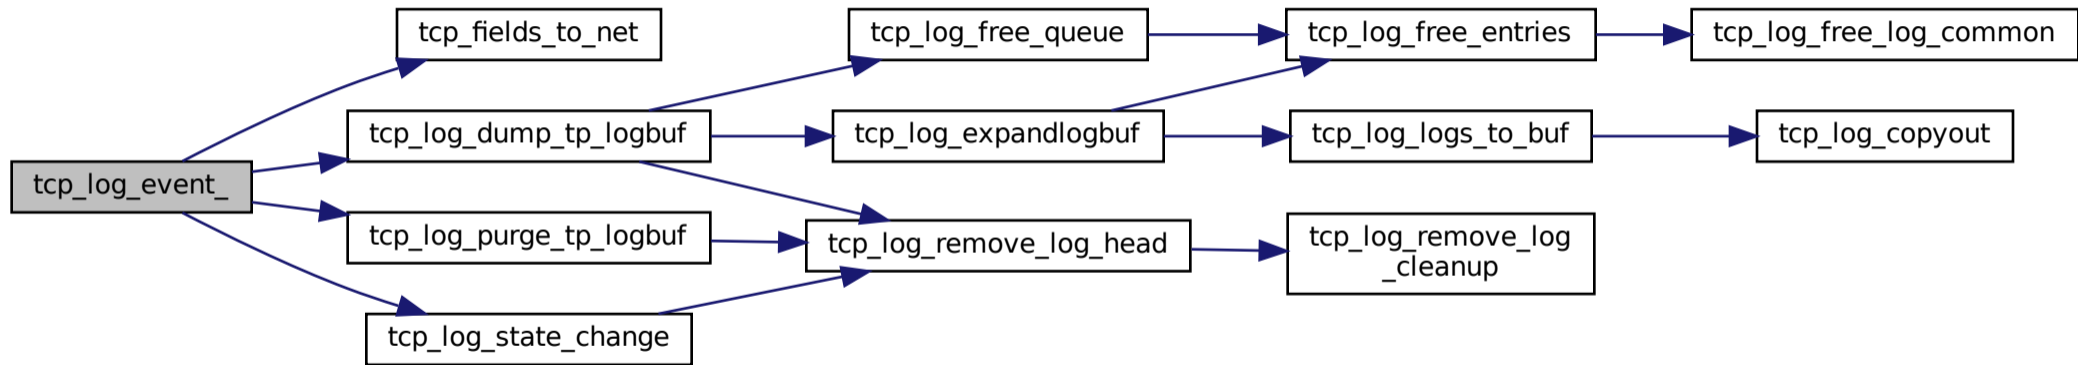 tcp_fields_to_net
tcp_log_free_queue
tcp_log_free_entries
tcp_log_free_log_common
tcp_log_dump_tp_logbuf
tcp_log_expandlogbuf
tcp_log_logs_to_buf
tcp_log_copyout
tcp_log_event_
tcp_log_purge_tp_logbuf
tcp_log_remove_log_head
tcp_log_remove_log
_cleanup
tcp_log_state_change